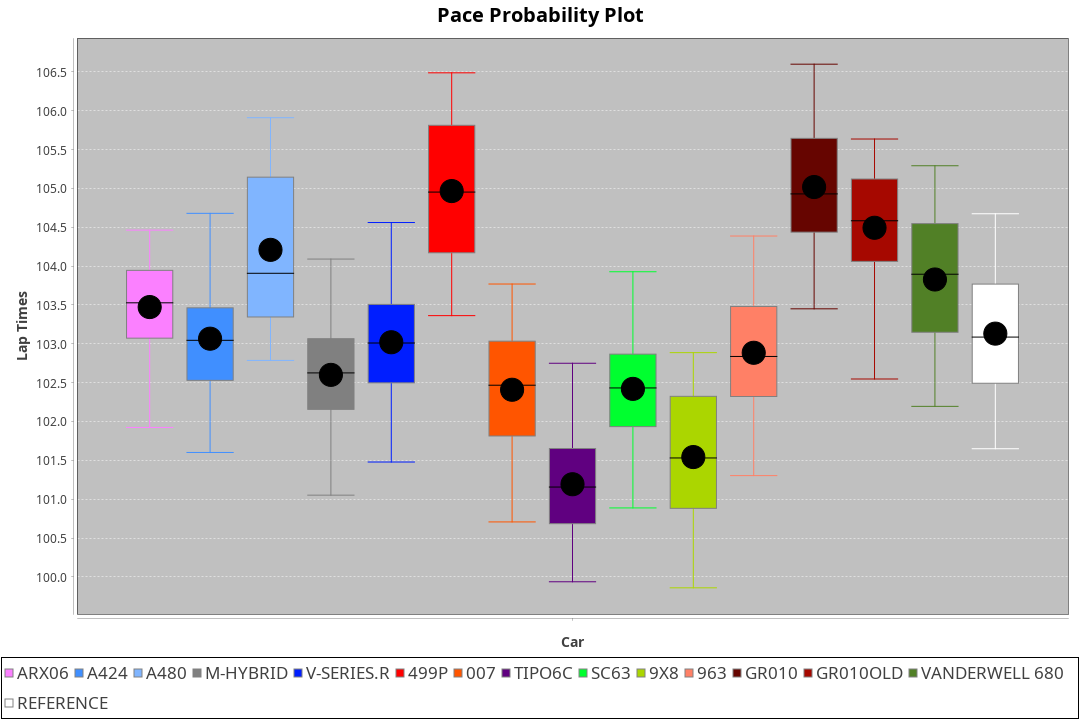 Pace Probability Plot
106.5
106.0
105.5
105.0
104.5
104.0
103.5
103.0
102.5
102.0
101.5
101.0
100.5
100.0
Lap Times
Car
ARX06 A424 A480 M-HYBRID V-SERIES.R 499P 007 TIPO6C SC63 9X8 963 GR010 GR010OLD VANDERWELL 680
REFERENCE